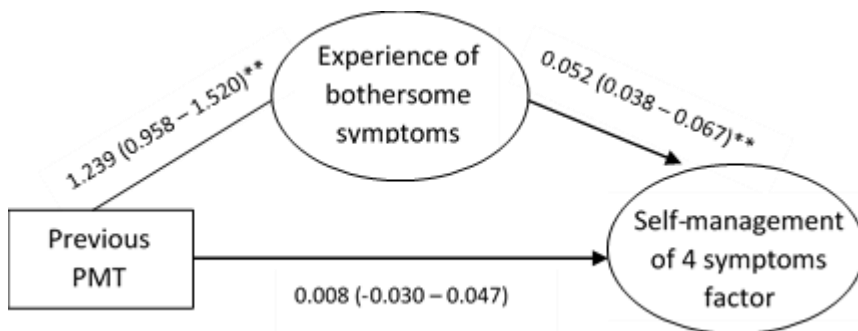 Experience of
bothersome
symptoms
1.239 (0.958 – 1.520)**
0.052 (0.038 – 0.067)**
Previous
PMT
0.008 (-0.030 – 0.047)
Self-management
of 4 symptoms
factor